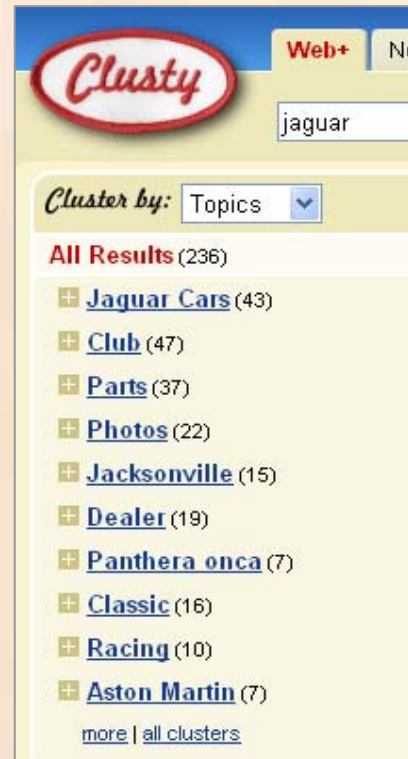 Clusty
Web+ N
jaguar
Cluster by: Topics
All Results (236)
Jaguar Cars (43)
Club (47)
Parts (37)
Photos (22)
Jacksonville (15)
Dealer (19)
Panthera onca (7)
Classic (16)
Racing (10)
Aston Martin (7)
more | all clusters